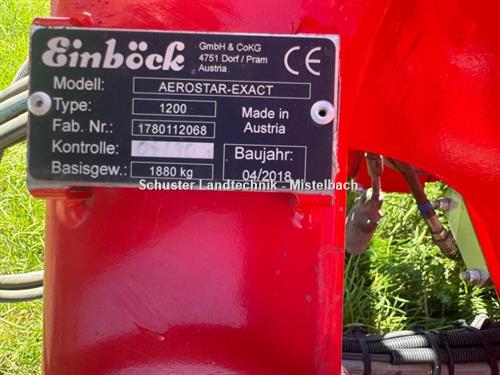 Einböck
GmbH & CoKG
4751 Dorf / Pram
Austria
CE
Modell: AEROSTAR-EXACT
Type: 1200
Fab. Nr.: 1780112068
Made in
Austria
Kontrolle:
Basisgew.: 1880 kg
Baujahr:
04/2018
Schuster Landtechnik - Mistelbach